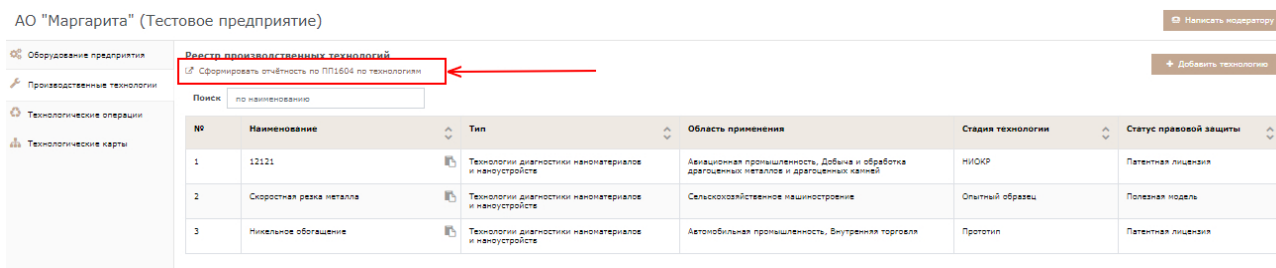 АО "Маргарита" (Тестовое предприятие)
Написать модератору
Оборудование предприятия
Производственные технологии
Технологические операции
Технологические карты
Реестр производственных технологий
Сформировать отчётность по ПП1604 по технологиям
+ Добавить технологию
Поиск по наименованию
№ Наименование Тип Область применения Стадия технологии Статус правовой защиты
1 12121 Технологии диагностики наноматериалов Авиационная промышленность, Добыча и обработка НИОКР Патентная лицензия
и наноустройств драгоценных металлов и драгоценных камней
2 Скоростная резка металла Технологии диагностики наноматериалов Сельскохозяйственное машиностроение Опытный образец Полезная модель
и наноустройств
3 Никельное обогащение Технологии диагностики наноматериалов Автомобильная промышленность, Внутренняя торговля Прототип Патентная лицензия
и наноустройств